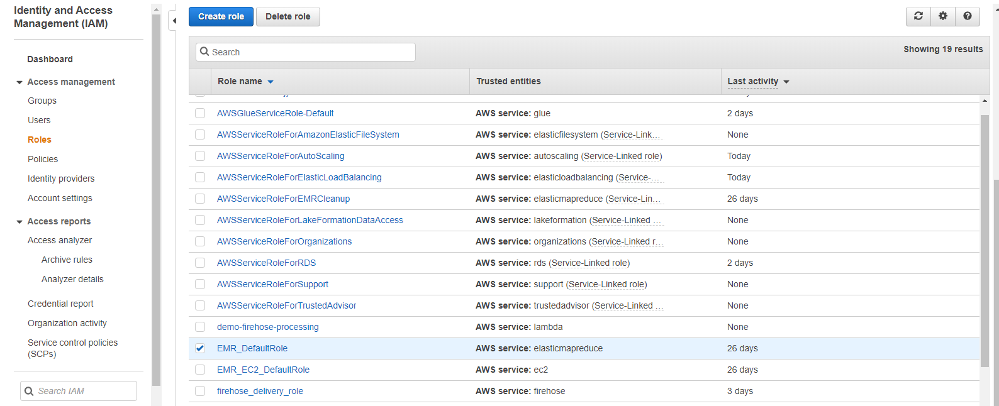 Identity and Access
Management (IAM)
Dashboard
Access management
Groups
Users
Roles
Policies
Identity providers
Account settings
Access reports
Access analyzer
Archive rules
Analyzer details
Credential report
Organization activity
Service control policies
(SCPs)
Search IAM
Create role Delete role
Search
Showing 19 results
Role name Trusted entities Last activity
AWSGlueServiceRole-Default AWS service: glue 2 days
AWSServiceRoleForAmazonElasticFileSystem AWS service: elasticfilesystem (Service-Link... None
AWSServiceRoleForAutoScaling AWS service: autoscaling (Service-Linked role) Today
AWSServiceRoleForElasticLoadBalancing AWS service: elasticloadbalancing (Service-... Today
AWSServiceRoleForEMRCleanup AWS service: elasticmapreduce (Service-Lin... 26 days
AWSServiceRoleForLakeFormationDataAccess AWS service: lakeformation (Service-Linked ... None
AWSServiceRoleForOrganizations AWS service: organizations (Service-Linked r... None
AWSServiceRoleForRDS AWS service: rds (Service-Linked role) 2 days
AWSServiceRoleForSupport AWS service: support (Service-Linked role) None
AWSServiceRoleForTrustedAdvisor AWS service: trustedadvisor (Service-Linked ... None
demo-firehose-processing AWS service: lambda None
EMR_DefaultRole AWS service: elasticmapreduce 26 days
EMR_EC2_DefaultRole AWS service: ec2 26 days
firehose_delivery_role AWS service: firehose 3 days